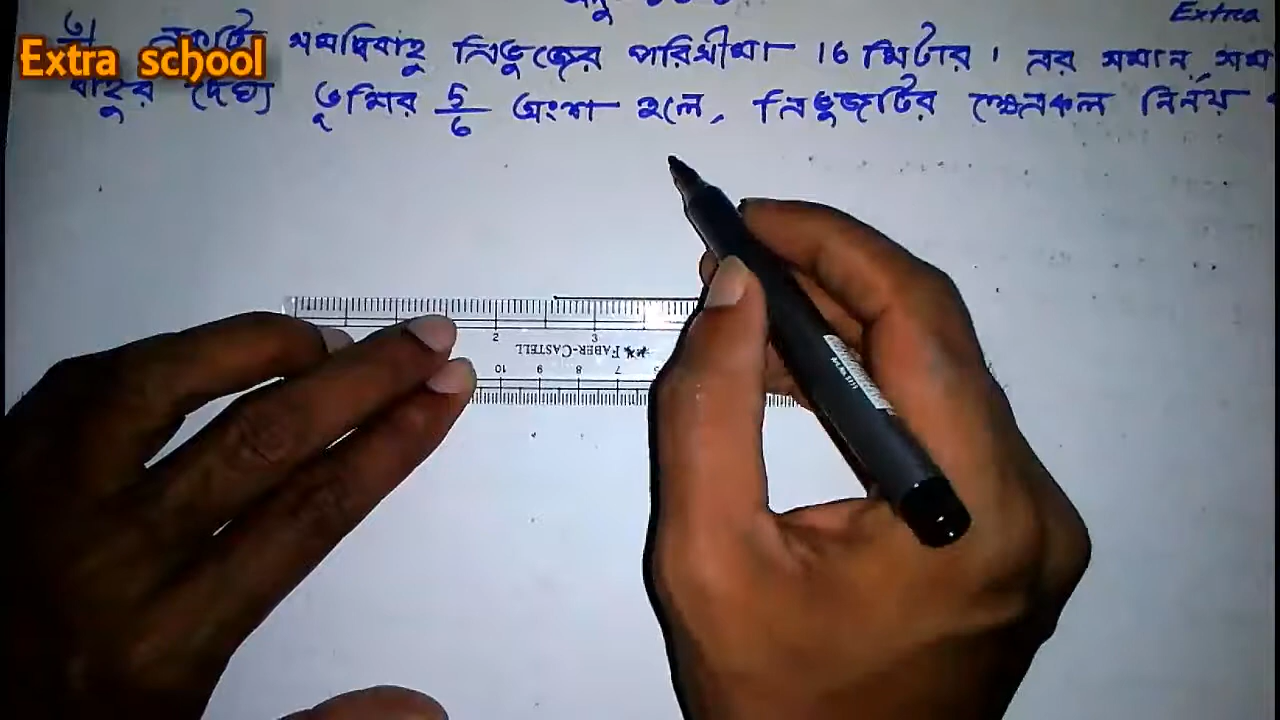 Extra
৩। একটি সমদ্বিবাহু ত্রিভুজের পরিসীমা 16 মিটার। এর সমান সমান
Extra school
বাহুর দৈর্ঘ্য ভূমির 5/6 অংশ হলে, ত্রিভুজটির ক্ষেত্রফল নির্ণয়
2 3
FABER-CASTELL
10 9 8 7